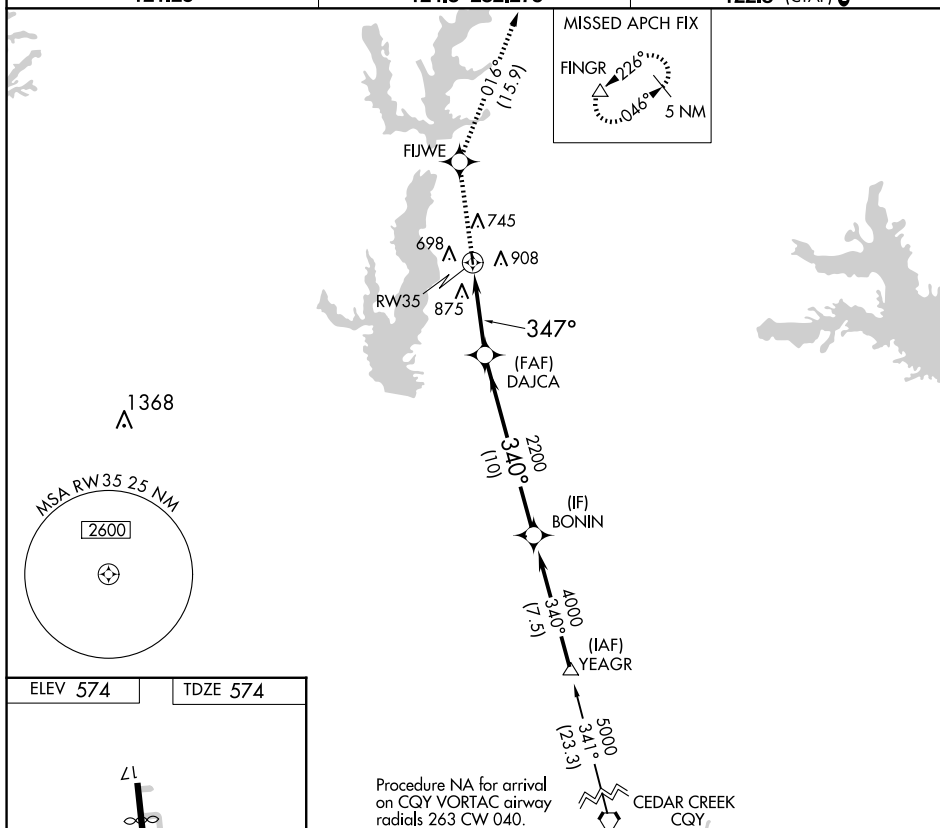 MISSED APCH FIX
FINGR
226°
046°
5 NM
016°
(15.9)
FIJWE
745
698
908
RW35
875
347°
(FAF)
DAJCA
1368
2200
340°
(10)
MSA RW35 25 NM
2600
(IF)
BONIN
4000
340°
(7.5)
(IAF)
YEAGR
ELEV 574
TDZE 574
5000
341°
(23.3)
17
Procedure NA for arrival
on CQY VORTAC airway
radials 263 CW 040.
CEDAR CREEK
CQY